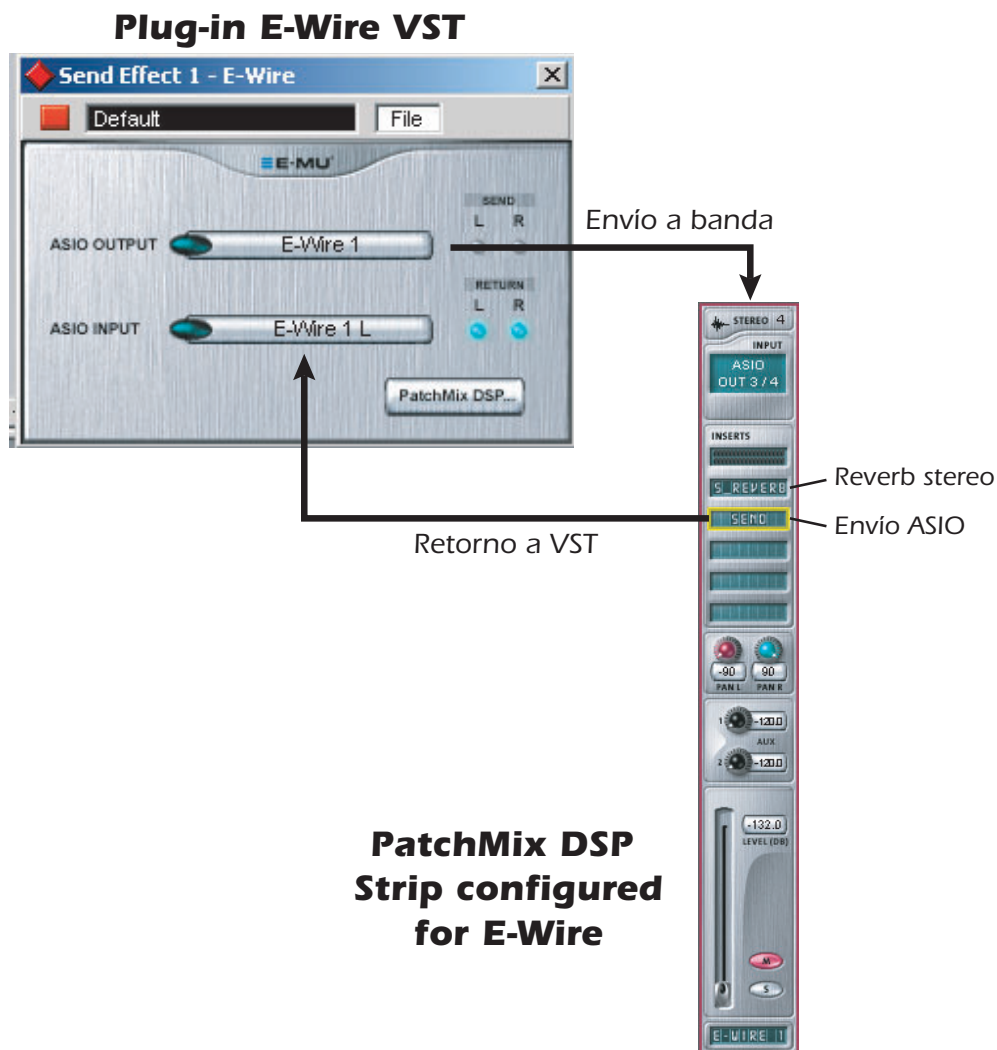 Plug-in E-Wire VST
Send Effect 1 - E-Wire
Default
File
E-MU
SEND
L R
ASIO OUTPUT
E-Wire 1
RETURN
L R
ASIO INPUT
E-Wire 1 L
PatchMix DSP...
Envío a banda
Retorno a VST
STEREO 4
INPUT
ASIO
OUT 3 / 4
INSERTS
S_REVERB
Reverb stereo
SEND
Envío ASIO
-90 90
PAN L PAN R
1 -120.0
AUX
2 -120.0
-132.0
LEVEL (DB)
M
S
E-WIRE 1
PatchMix DSP
Strip configured
for E-Wire